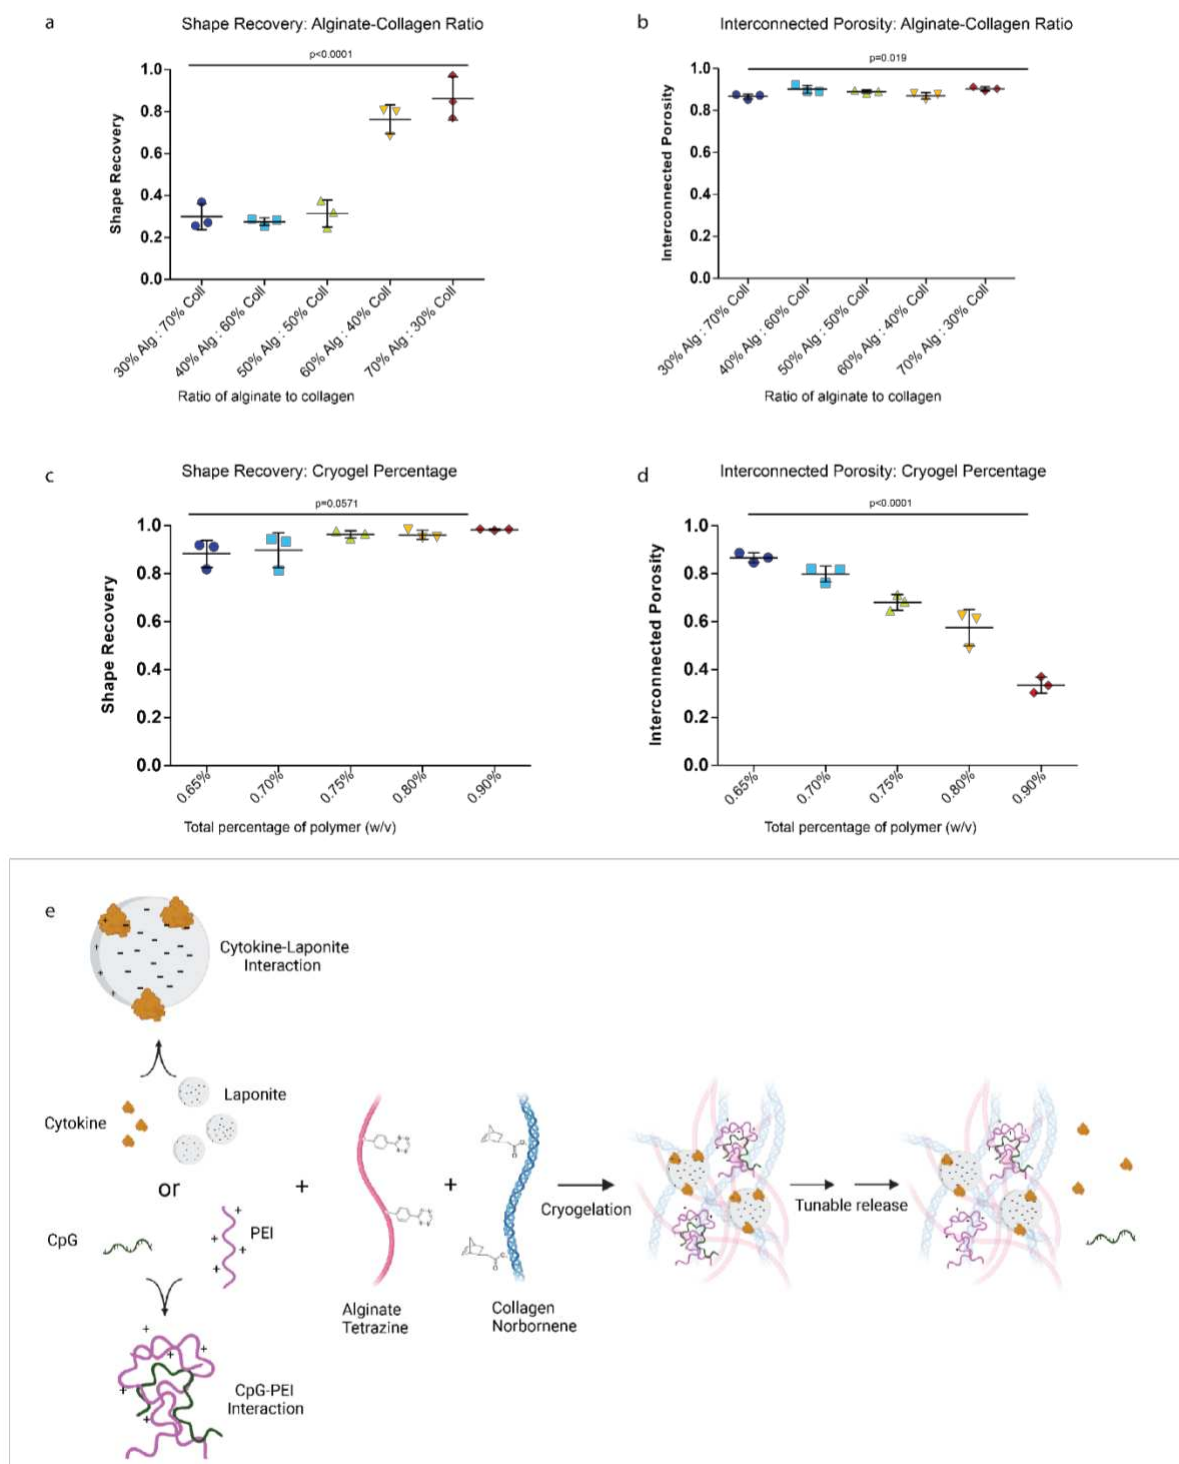 a
Shape Recovery: Alginate-Collagen Ratio
p<0.0001
Shape Recovery
1.0
0.8
0.6
0.4
0.2
0.0
30% Alg : 70% Coll
40% Alg : 60% Coll
50% Alg : 50% Coll
60% Alg : 40% Coll
70% Alg : 30% Coll
Ratio of alginate to collagen
b
Interconnected Porosity: Alginate-Collagen Ratio
p=0.019
Interconnected Porosity
1.0
0.8
0.6
0.4
0.2
0.0
30% Alg : 70% Coll
40% Alg : 60% Coll
50% Alg : 50% Coll
60% Alg : 40% Coll
70% Alg : 30% Coll
Ratio of alginate to collagen
c
Shape Recovery: Cryogel Percentage
p=0.0571
Shape Recovery
1.0
0.8
0.6
0.4
0.2
0.0
0.65%
0.70%
0.75%
0.80%
0.90%
Total percentage of polymer (w/v)
d
Interconnected Porosity: Cryogel Percentage
p<0.0001
Interconnected Porosity
1.0
0.8
0.6
0.4
0.2
0.0
0.65%
0.70%
0.75%
0.80%
0.90%
Total percentage of polymer (w/v)
e
Cytokine-Laponite
Interaction
Laponite
Cytokine
or
+
+
Cryogelation
Tunable release
CpG
PEI
Alginate
Tetrazine
Collagen
Norbornene
CpG-PEI
Interaction